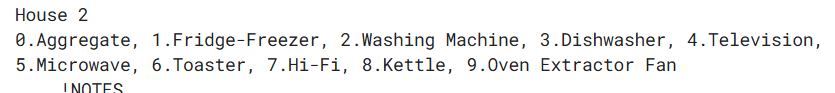 House 2
0.Aggregate, 1.Fridge-Freezer, 2.Washing Machine, 3.Dishwasher, 4.Television,
5.Microwave, 6.Toaster, 7.Hi-Fi, 8.Kettle, 9.Oven Extractor Fan
!NOTES